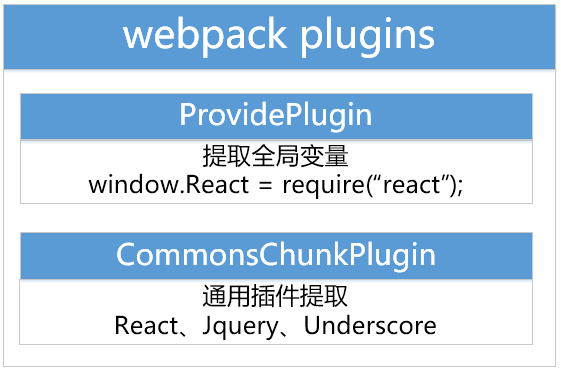 webpack plugins
ProvidePlugin
提取全局变量
window.React = require(“react”);
CommonsChunkPlugin
通用插件提取
React、Jquery、Underscore